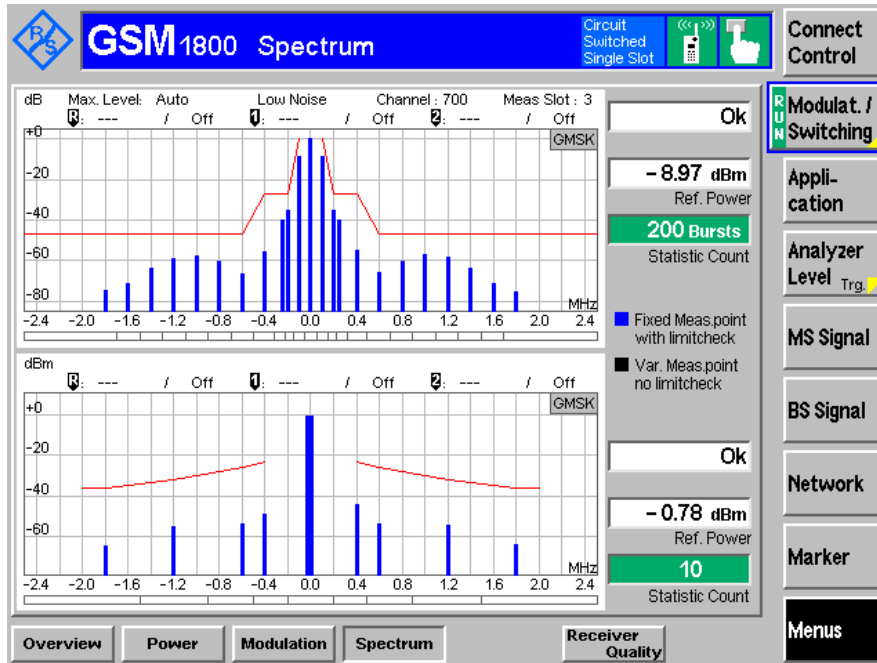 R&S
GSM 1800 Spectrum
Circuit
Switched
Single Slot
Connect
Control
dB Max. Level: Auto Low Noise Channel : 700 Meas Slot : 3
R: --- / Off 1: --- / Off 2: --- / Off
+0
-20
-40
-60
-80
GMSK
MHz
-2.4 -2.0 -1.6 -1.2 -0.8 -0.4 0.0 0.4 0.8 1.2 1.6 2.0 2.4
Ok
- 8.97 dBm
Ref. Power
200 Bursts
Statistic Count
Fixed Meas.point
with limitcheck
Var. Meas.point
no limitcheck
dBm
R: --- / Off 1: --- / Off 2: --- / Off
+0
-20
-40
-60
GMSK
MHz
-2.4 -2.0 -1.6 -1.2 -0.8 -0.4 0.0 0.4 0.8 1.2 1.6 2.0 2.4
Ok
- 0.78 dBm
Ref. Power
10
Statistic Count
RUN
Modulat. /
Switching
Appli-
cation
Analyzer
Level Trg.
MS Signal
BS Signal
Network
Marker
Menus
Overview Power Modulation Spectrum Receiver
Quality